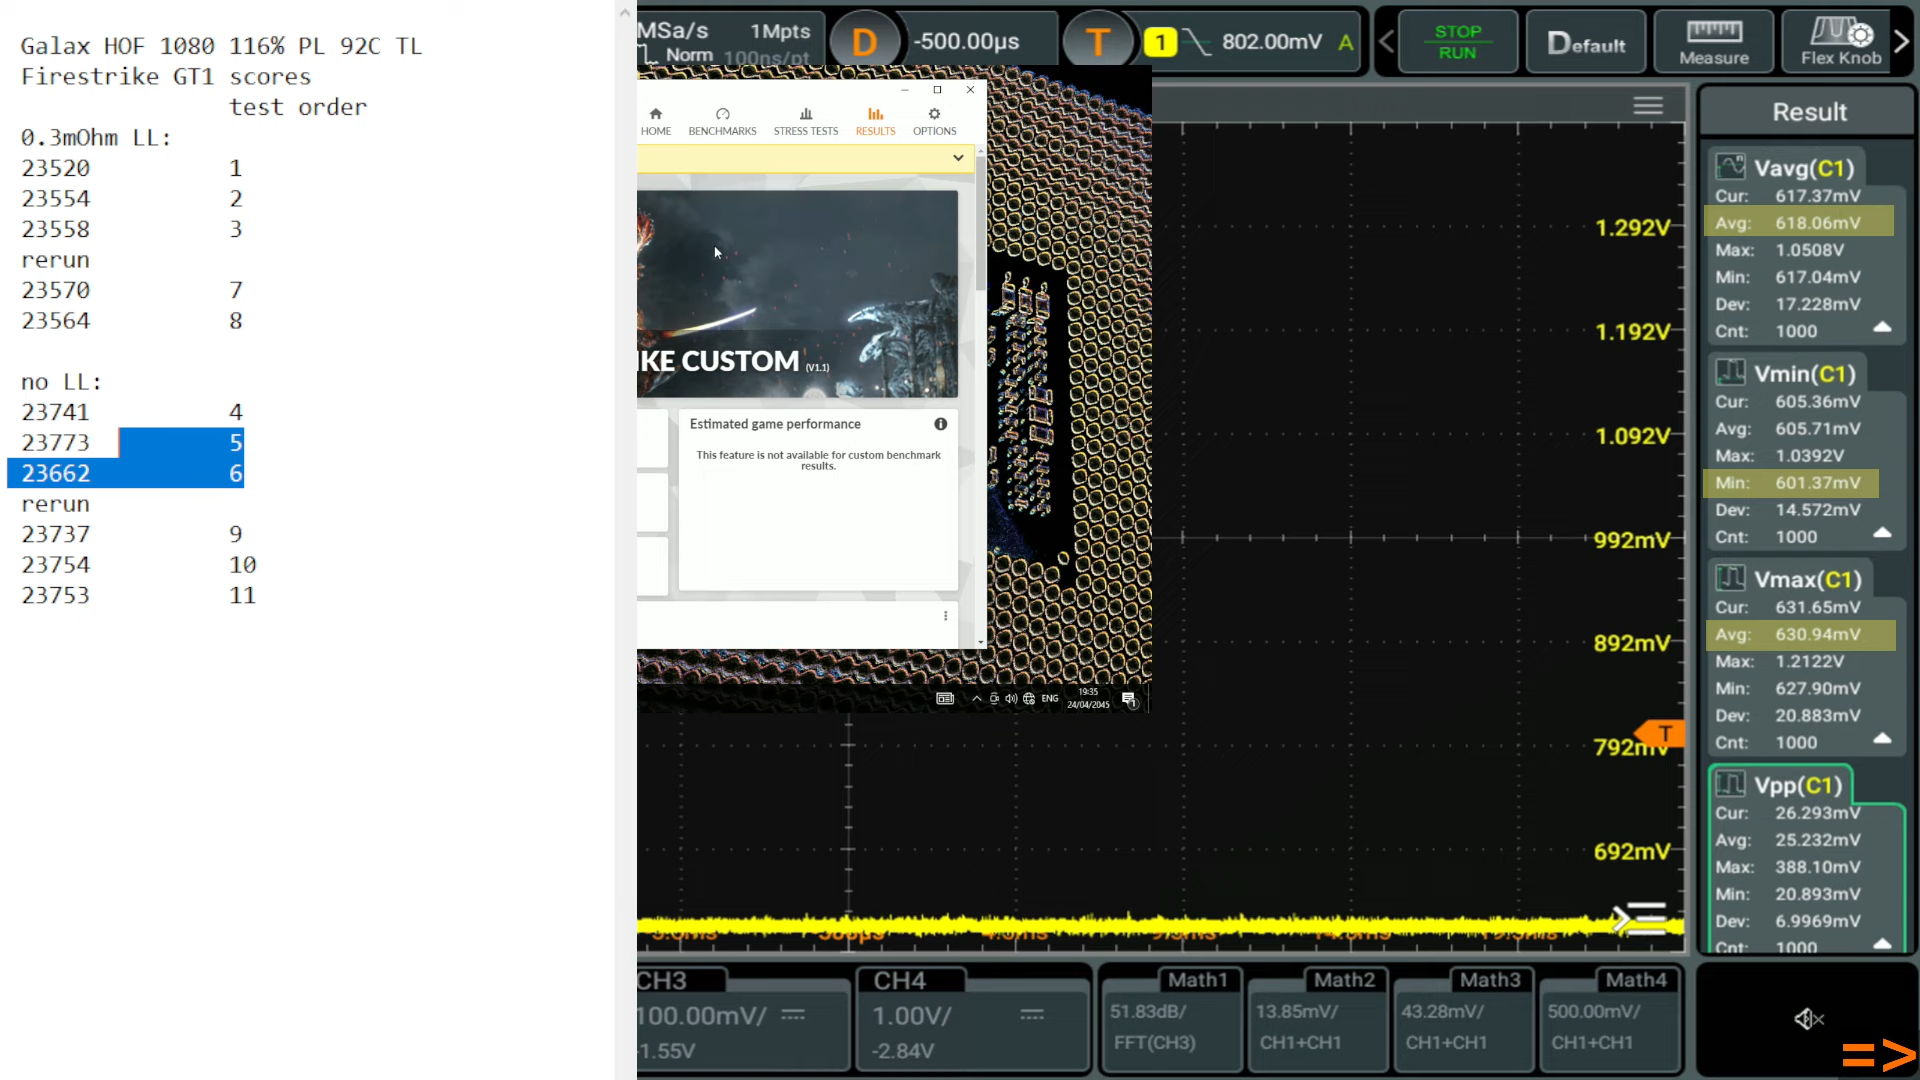 Galax HOF 1080 116% PL 92C TL
Firestrike GT1 scores
test order
0.3mOhm LL:
23520 1
23554 2
23558 3
rerun
23570 7
23564 8
no LL:
23741 4
23773 5
23662 6
rerun
23737 9
23754 10
23753 11
MSa/s 1Mpts
Norm 100ns/pt
D -500.00µs
T 1 802.00mV A
STOP
RUN
Default
Measure
Flex Knob
HOME BENCHMARKS STRESS TESTS RESULTS OPTIONS
IKE CUSTOM (V1.1)
Estimated game performance
This feature is not available for custom benchmark
results.
19:35
ENG
24/04/2045
1.292V
1.192V
1.092V
992mV
892mV
T
792mV
692mV
Result
Vavg(C1)
Cur: 617.37mV
Avg: 618.06mV
Max: 1.0508V
Min: 617.04mV
Dev: 17.228mV
Cnt: 1000
Vmin(C1)
Cur: 605.36mV
Avg: 605.71mV
Max: 1.0392V
Min: 601.37mV
Dev: 14.572mV
Cnt: 1000
Vmax(C1)
Cur: 631.65mV
Avg: 630.94mV
Max: 1.2122V
Min: 627.90mV
Dev: 20.883mV
Cnt: 1000
Vpp(C1)
Cur: 26.293mV
Avg: 25.232mV
Max: 388.10mV
Min: 20.893mV
Dev: 6.9969mV
Cnt: 1000
CH3
100.00mV/
-1.55V
CH4
1.00V/
-2.84V
Math1
51.83dB/
FFT(CH3)
Math2
13.85mV/
CH1+CH1
Math3
43.28mV/
CH1+CH1
Math4
500.00mV/
CH1+CH1
=>